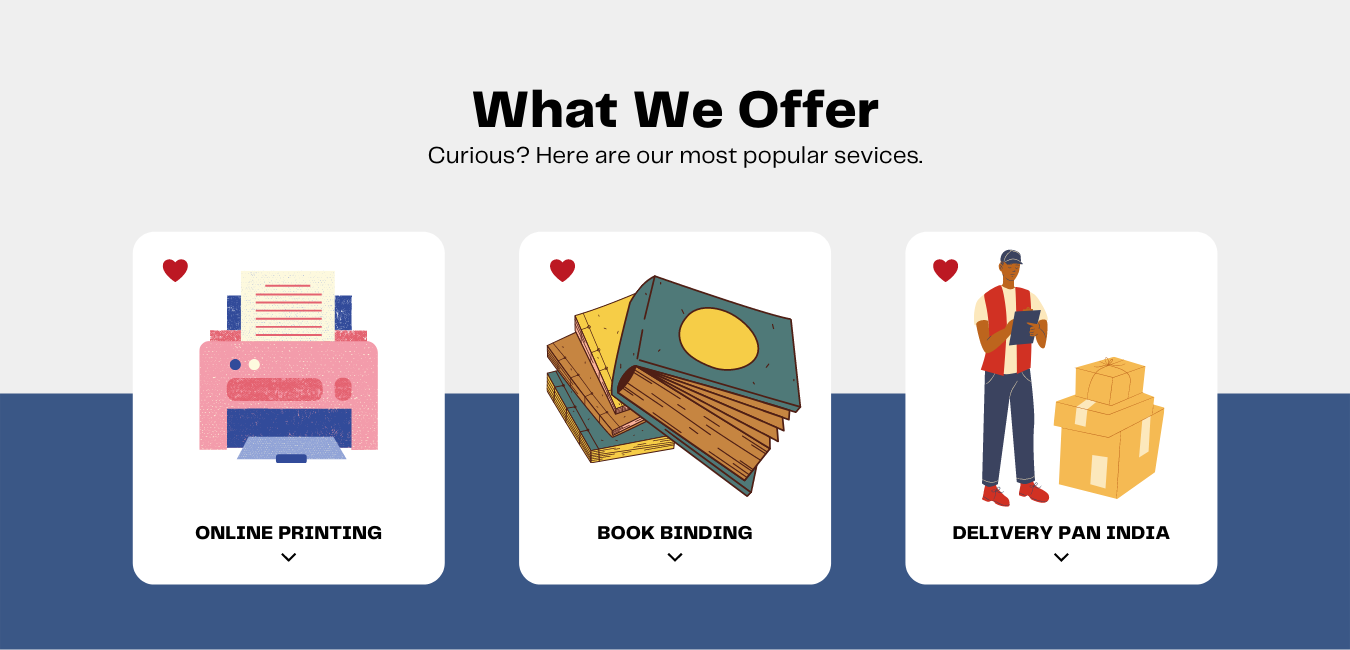 What We Offer
Curious? Here are our most popular sevices.
ONLINE PRINTING
BOOK BINDING
DELIVERY PAN INDIA